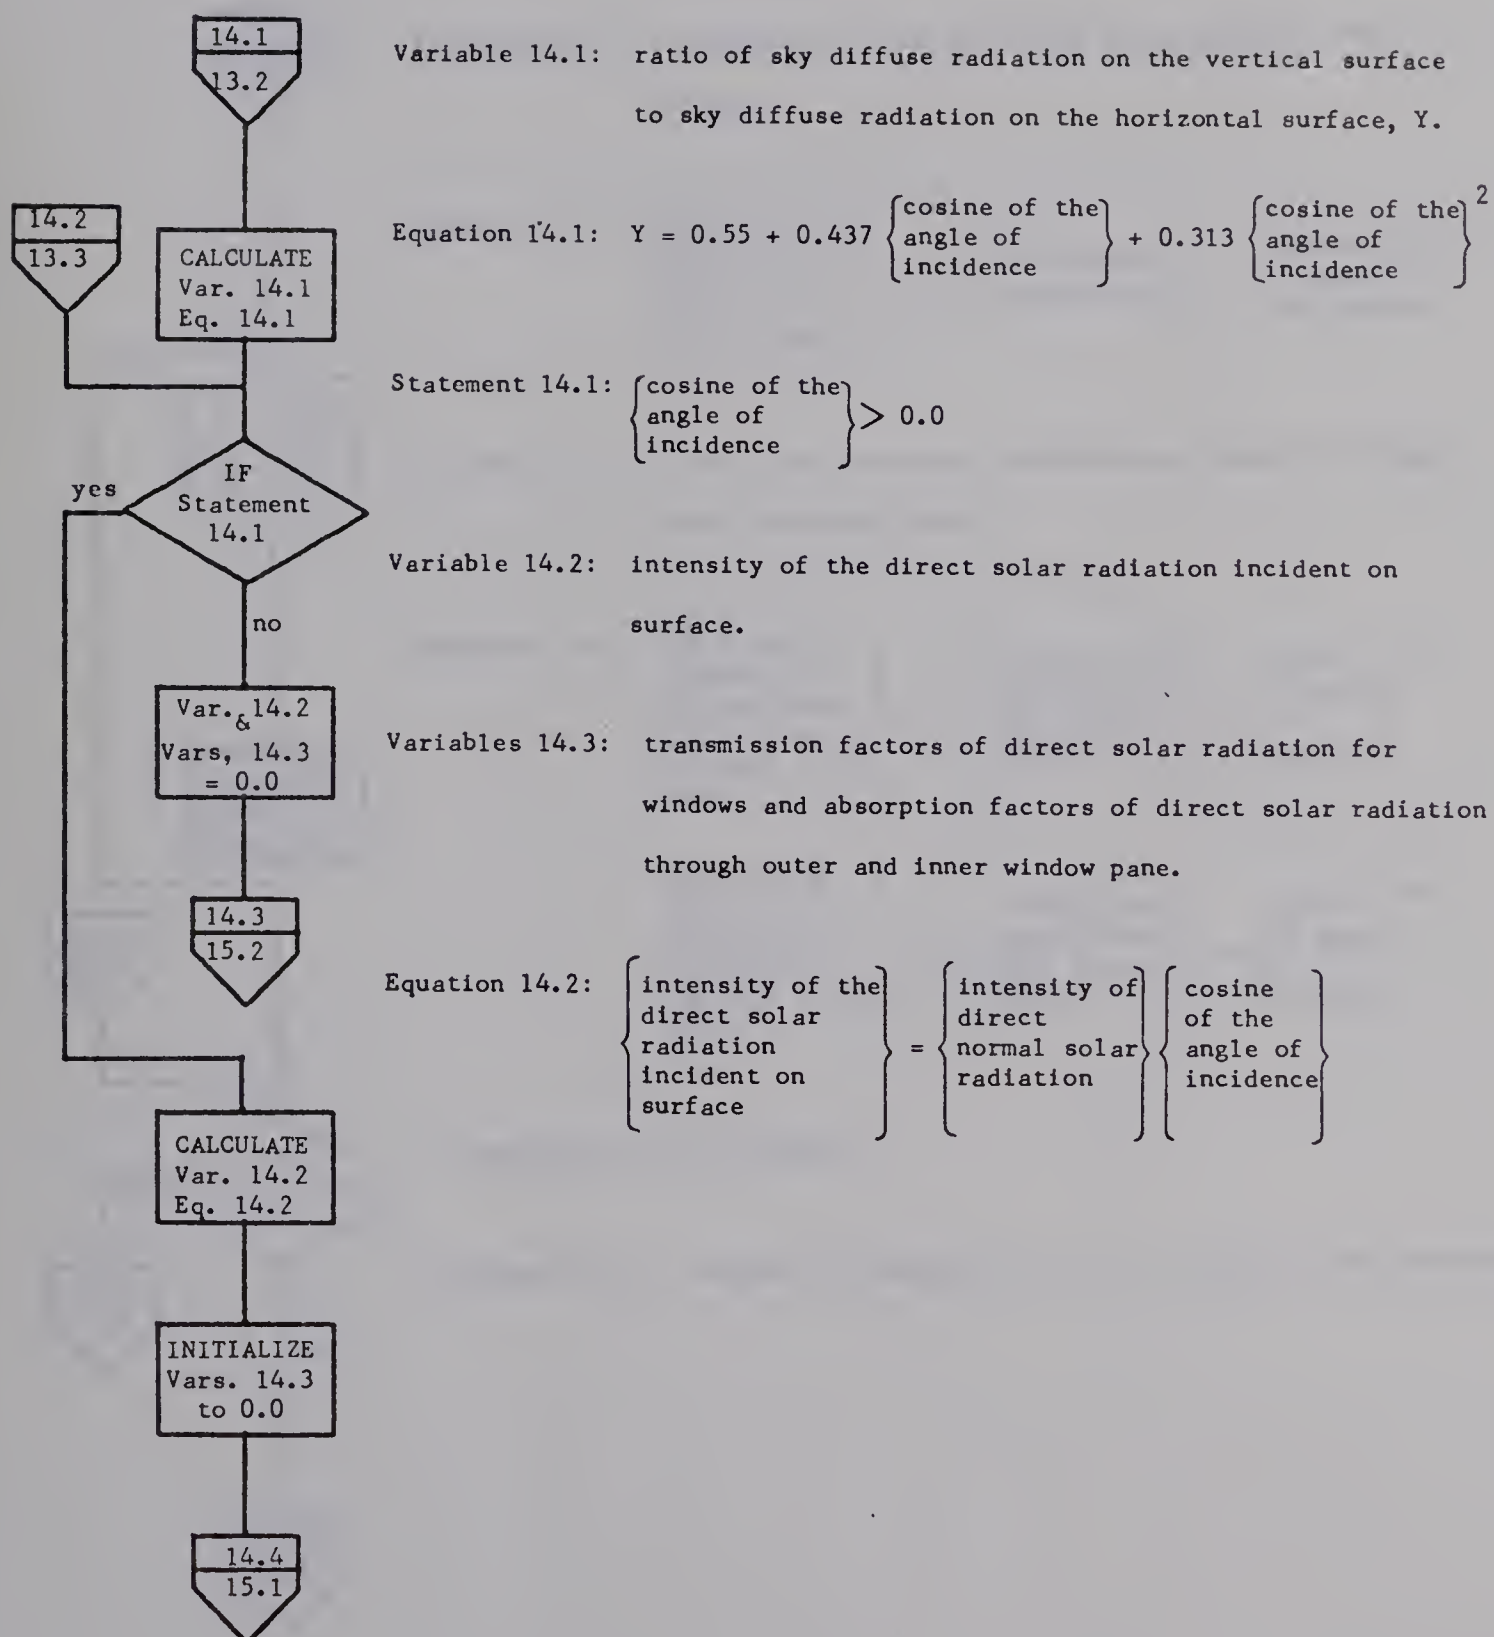 14.1
13.2
Variable 14.1: ratio of sky diffuse radiation on the vertical surface
to sky diffuse radiation on the horizontal surface, Y.
14.2
13.3
CALCULATE
Var. 14.1
Eq. 14.1
Equation 14.1: Y = 0.55 + 0.437 {cosine of the angle of incidence} + 0.313 {cosine of the angle of incidence}²
Statement 14.1: {cosine of the angle of incidence} > 0.0
IF
Statement
14.1
yes
no
Variable 14.2: intensity of the direct solar radiation incident on
surface.
Var. 14.2
&
Vars, 14.3
= 0.0
Variables 14.3: transmission factors of direct solar radiation for
windows and absorption factors of direct solar radiation
through outer and inner window pane.
14.3
15.2
Equation 14.2: {intensity of the direct solar radiation incident on surface} = {intensity of direct normal solar radiation} {cosine of the angle of incidence}
CALCULATE
Var. 14.2
Eq. 14.2
INITIALIZE
Vars. 14.3
to 0.0
14.4
15.1